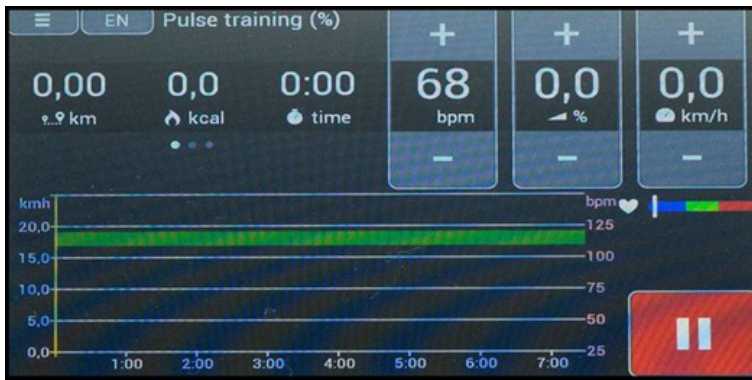 EN Pulse training (%)
+ + +
0,00 0,0 0:00 68 0,0 0,0
km kcal time bpm % km/h
- - -
kmh bpm
20,0 125
15,0 100
10,0 75
5,0 50
0,0 25
1:00 2:00 3:00 4:00 5:00 6:00 7:00